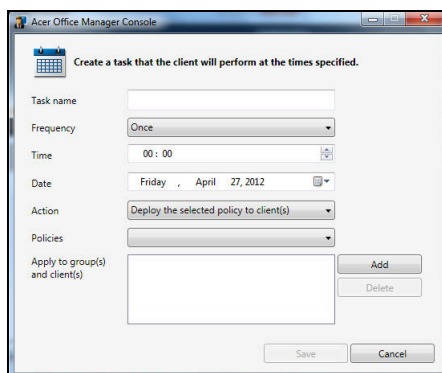 Acer Office Manager Console
Create a task that the client will perform at the times specified.
Task name
Frequency Once
Time 00 : 00
Date Friday , April 27, 2012
Action Deploy the selected policy to client(s)
Policies
Apply to group(s) Add
and client(s) Delete
Save Cancel